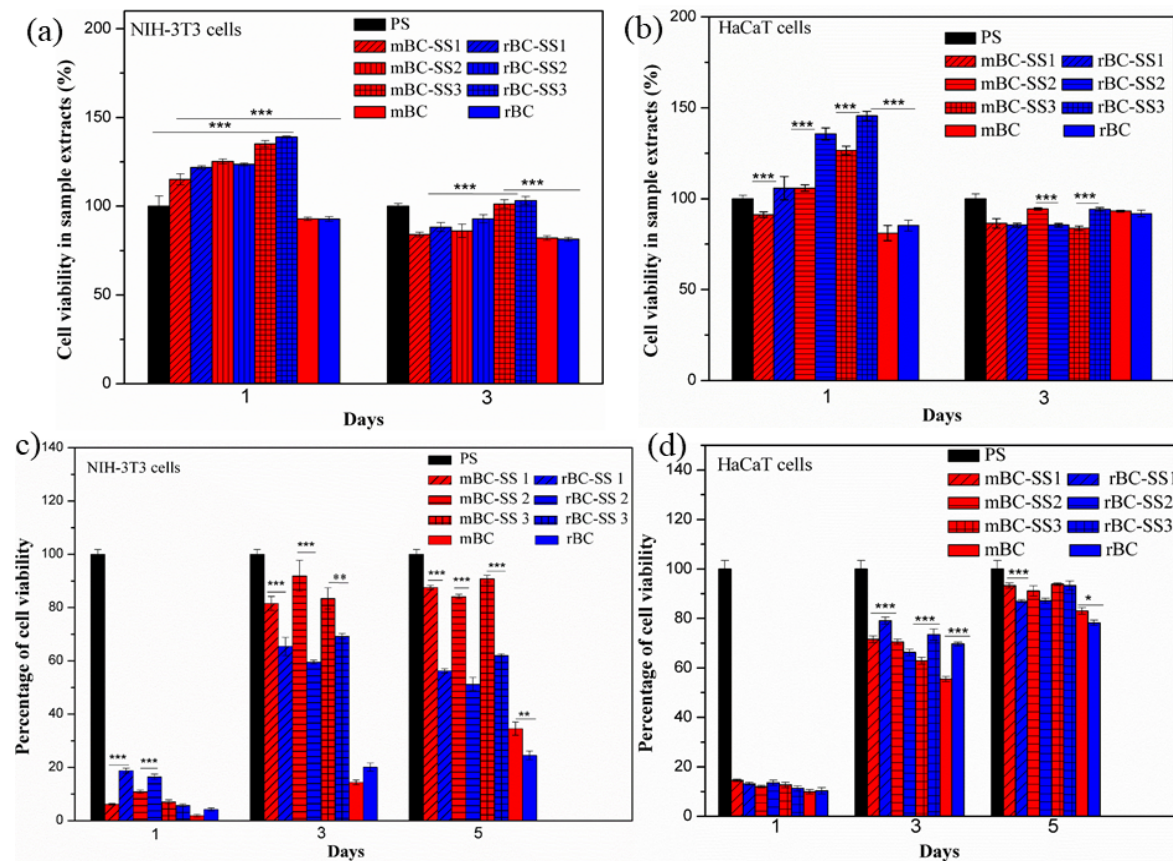 (a)
NIH-3T3 cells
PS
mBC-SS1 rBC-SS1
mBC-SS2 rBC-SS2
mBC-SS3 rBC-SS3
mBC rBC
Cell viability in sample extracts (%)
200
150
100
50
0
***
***
***
***
1 3
Days
(b)
HaCaT cells
PS
mBC-SS1 rBC-SS1
mBC-SS2 rBC-SS2
mBC-SS3 rBC-SS3
mBC rBC
Cell viability in sample extracts (%)
200
150
100
50
0
***
***
***
***
***
***
1 3
Days
(c)
NIH-3T3 cells
PS
mBC-SS 1 rBC-SS 1
mBC-SS 2 rBC-SS 2
mBC-SS 3 rBC-SS 3
mBC rBC
Percentage of cell viability
140
120
100
80
60
40
20
0
***
***
***
***
**
***
***
***
**
1 3 5
Days
(d)
HaCaT cells
PS
mBC-SS1 rBC-SS1
mBC-SS2 rBC-SS2
mBC-SS3 rBC-SS3
mBC rBC
Percentage of cell viability
140
120
100
80
60
40
20
0
***
***
***
***
*
1 3 5
Days